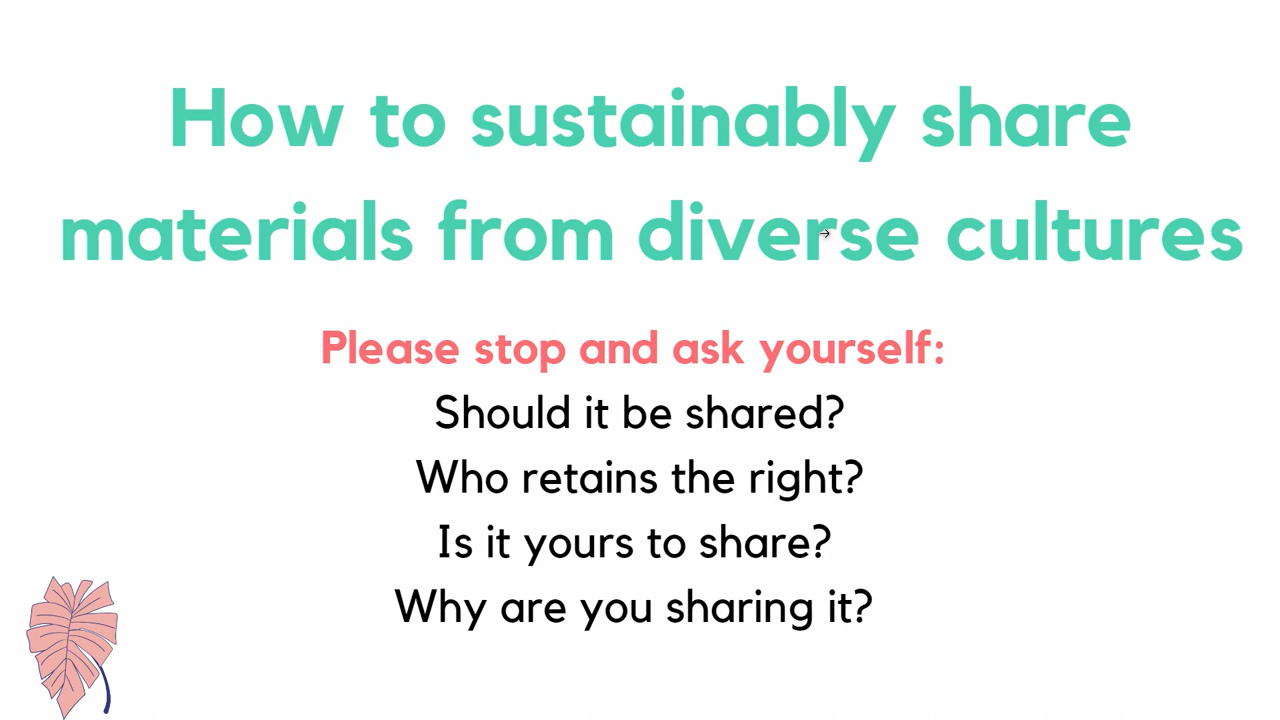 How to sustainably share
materials from diverse cultures
Please stop and ask yourself:
Should it be shared?
Who retains the right?
Is it yours to share?
Why are you sharing it?